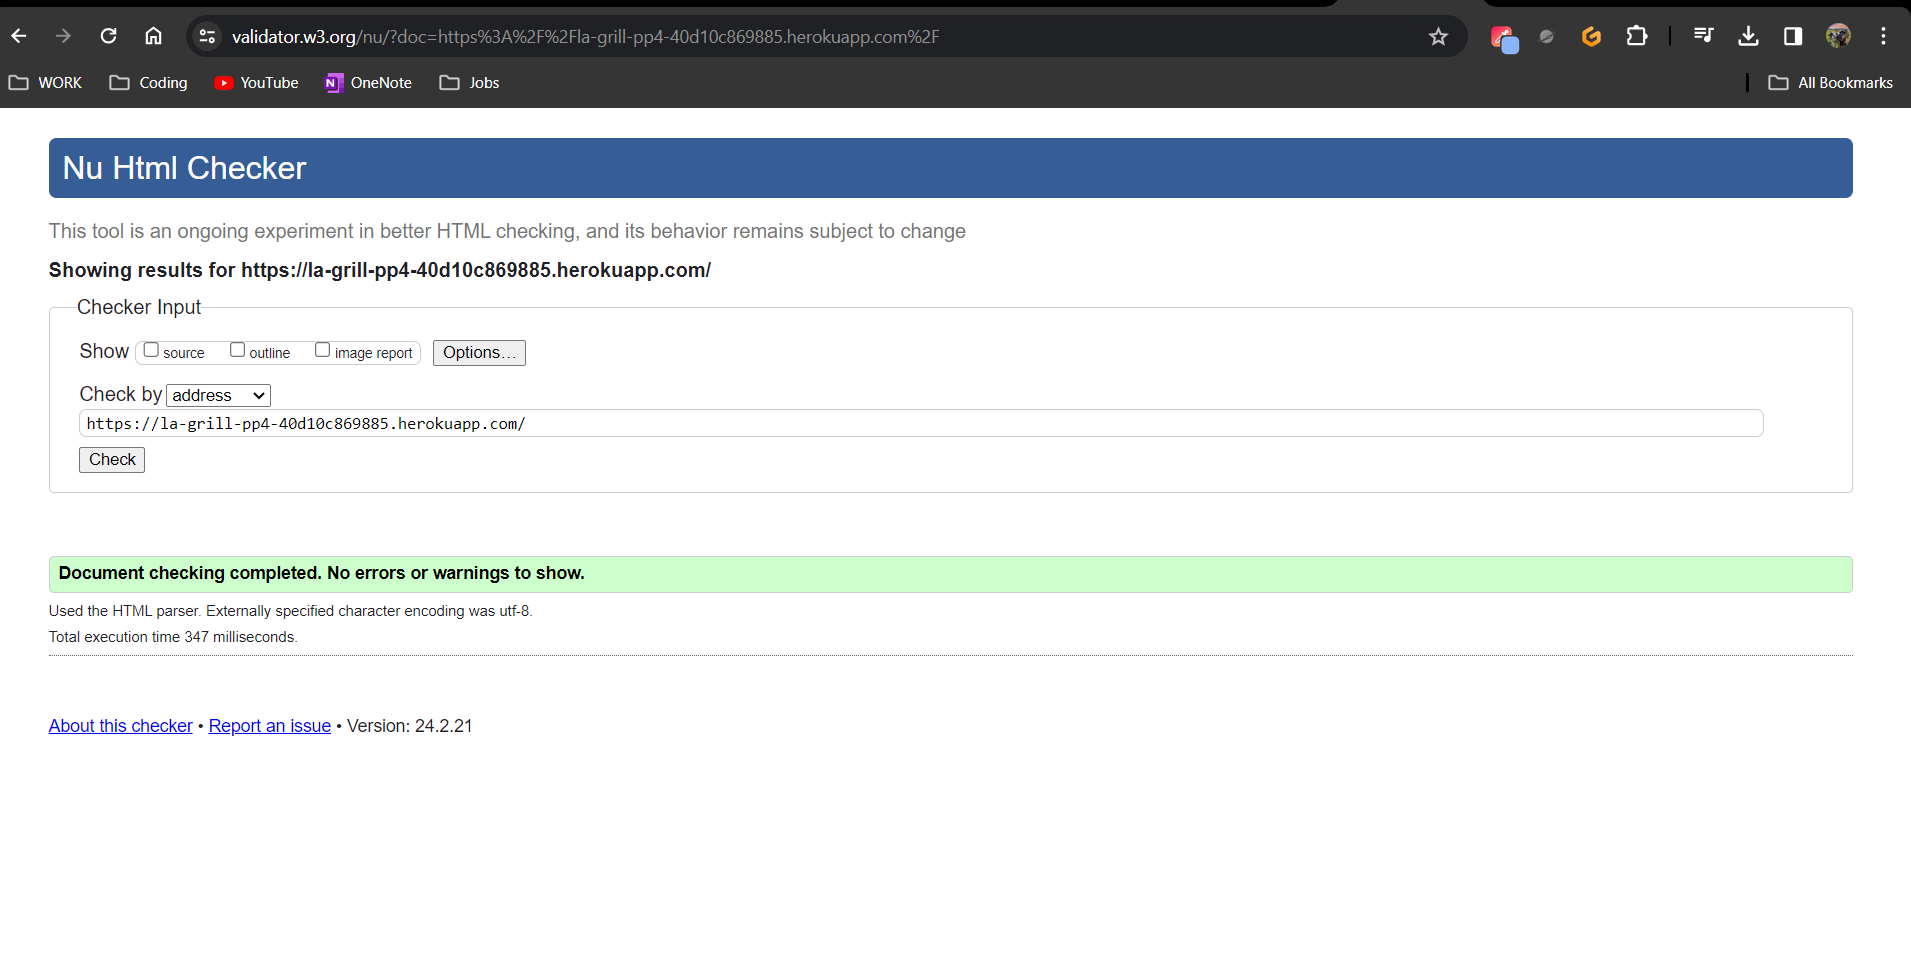 validator.w3.org/nu/?doc=https%3A%2F%2Fla-grill-pp4-40d10c869885.herokuapp.com%2F
WORK Coding YouTube N OneNote Jobs All Bookmarks
Nu Html Checker
This tool is an ongoing experiment in better HTML checking, and its behavior remains subject to change
Showing results for https://la-grill-pp4-40d10c869885.herokuapp.com/
Checker Input
Show source outline image report Options...
Check by address
https://la-grill-pp4-40d10c869885.herokuapp.com/
Check
Document checking completed. No errors or warnings to show.
Used the HTML parser. Externally specified character encoding was utf-8.
Total execution time 347 milliseconds.
About this checker • Report an issue • Version: 24.2.21